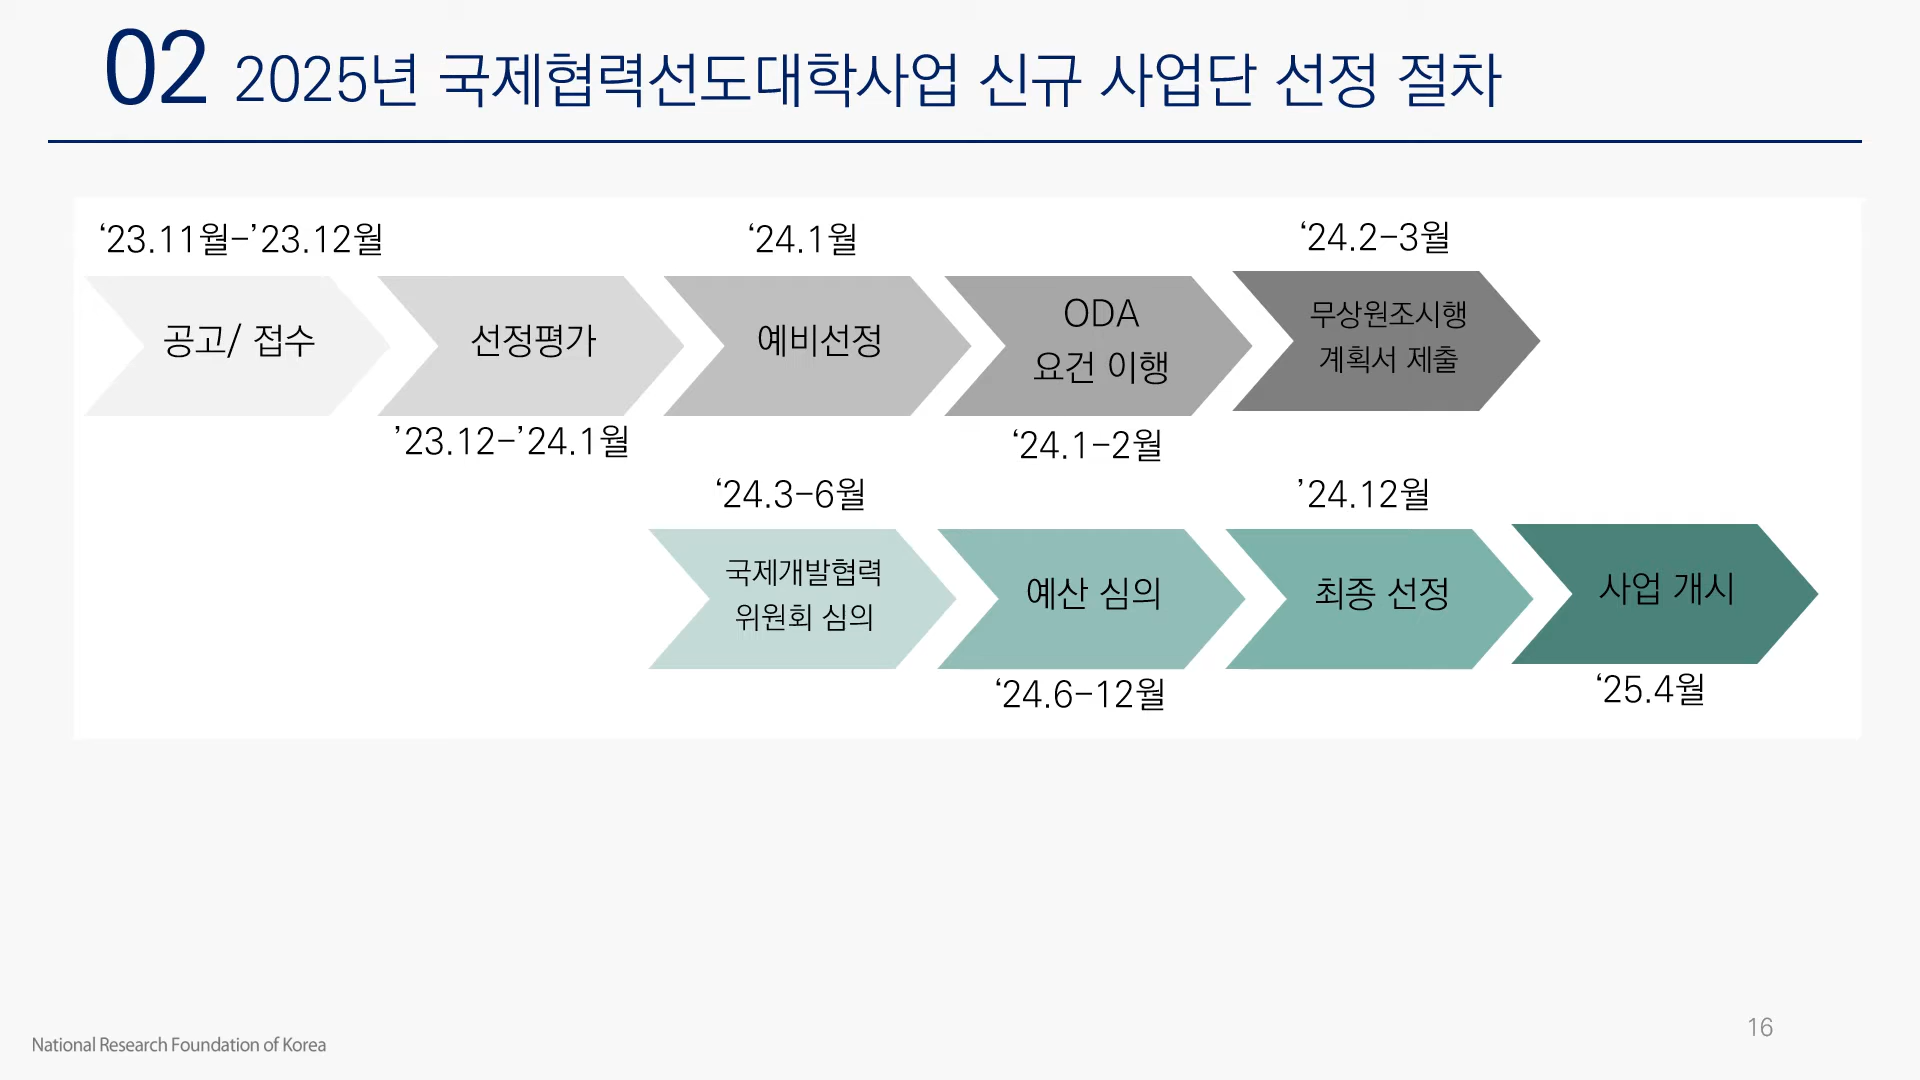 02 2025년 국제협력선도대학사업 신규 사업단 선정 절차
‘23.11월-’23.12월
‘24.1월
‘24.2-3월
공고/ 접수
선정평가
예비선정
ODA
요건 이행
무상원조시행
계획서 제출
’23.12-’24.1월
‘24.1-2월
‘24.3-6월
’24.12월
국제개발협력
위원회 심의
예산 심의
최종 선정
사업 개시
‘24.6-12월
‘25.4월
National Research Foundation of Korea
16